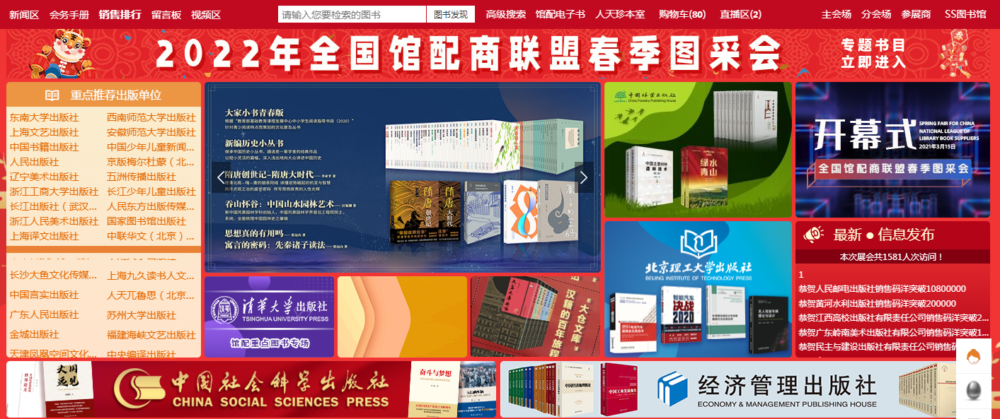 新闻区 会务手册 销售排行 留言板 视频区 请输入您要检索的图书 图书发现 高级搜索 馆配电子书 人天珍本室 购物车(80) 直播区(2) 主会场 分会场 参展商 SS图书馆
2022年全国馆配商联盟春季图采会
专题书目
立即进入
重点推荐出版单位
东南大学出版社 西南师范大学出版社
上海文艺出版社 安徽师范大学出版社
中国书籍出版社 中国少年儿童新闻...
人民出版社 京版梅尔杜蒙（北...
辽宁美术出版社 五洲传播出版社
浙江工商大学出版社 长江少年儿童出版社
长江出版社（武汉... 人民东方出版传媒...
浙江人民美术出版社 国家图书馆出版社
上海译文出版社 中联华文（北京）...
长沙大鱼文化传媒... 上海九久读书人文...
中国言实出版社 人天兀鲁思（北京...
广东人民出版社 苏州大学出版社
金城出版社 福建海峡文艺出版社
天津凤凰空间文化... 中央编译出版社
大家小书青春版
根据“教育部基础教育课程发展中心中小学生阅读指导书目（2020）”
针对青少阅读特点而策划的文化普及丛书
新编历史小丛书
继承中国历史小丛书，遴选老一辈学者的经典作品
以短小灵活的篇幅，深入浅出地向大众讲述中国历史
隋唐创世记-隋唐大时代
吞山怀谷：中国山水园林艺术
新中国风景园林学科创始人，中国风景园林学界首位工程院院士，
系统、全面梳理中国园林史之肇端
思想真的有用吗
寓言的密码：先秦诸子读法
清华大学出版社
TSINGHUA UNIVERSITY PRESS
馆配重点图书专场
大仓文库
汉籍的百年旅程
中国林业出版社
China Forestry Publishing House
中国主要树种
造林技术
绿水
青山
北京理工大学出版社
BEIJING INSTITUTE OF TECHNOLOGY PRESS
智能汽车
决战
2020
开幕式
SPRING FAIR FOR CHINA
NATIONAL LEAGUE OF
LIBRARY BOOK SUPPLIERS
2021年3月15日
全国馆配商联盟春季图采会
最新 ● 信息发布
本次展会共1581人次访问！
1
恭贺人民邮电出版社销售码洋突破10800000
恭贺黄河水利出版社销售码洋突破200000
恭贺江西高校出版社有限责任公司销售码洋突破2...
恭贺广东岭南美术出版社有限公司销售码洋突破1...
恭贺民主与建设出版社有限责任公司销售码
大国
远见
中国社会科学出版社
CHINA SOCIAL SCIENCES PRESS
奋斗与梦想
经济管理出版社
ECONOMY & MANAGEMENT PUBLISHING HOUSE